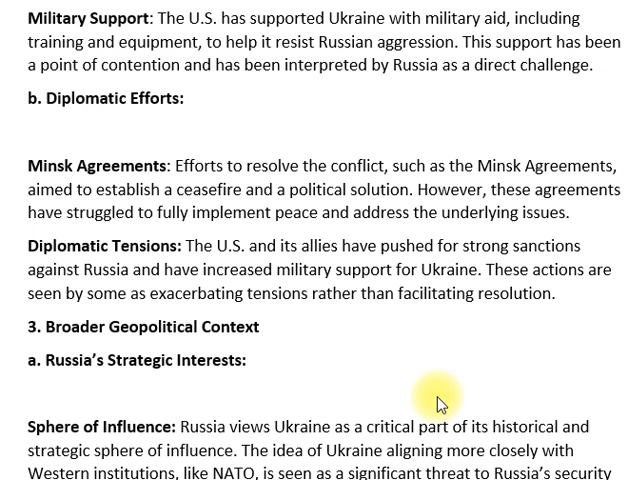 Military Support: The U.S. has supported Ukraine with military aid, including
training and equipment, to help it resist Russian aggression. This support has been
a point of contention and has been interpreted by Russia as a direct challenge.
b. Diplomatic Efforts:
Minsk Agreements: Efforts to resolve the conflict, such as the Minsk Agreements,
aimed to establish a ceasefire and a political solution. However, these agreements
have struggled to fully implement peace and address the underlying issues.
Diplomatic Tensions: The U.S. and its allies have pushed for strong sanctions
against Russia and have increased military support for Ukraine. These actions are
seen by some as exacerbating tensions rather than facilitating resolution.
3. Broader Geopolitical Context
a. Russia’s Strategic Interests:
Sphere of Influence: Russia views Ukraine as a critical part of its historical and
strategic sphere of influence. The idea of Ukraine aligning more closely with
Western institutions, like NATO, is seen as a significant threat to Russia’s security